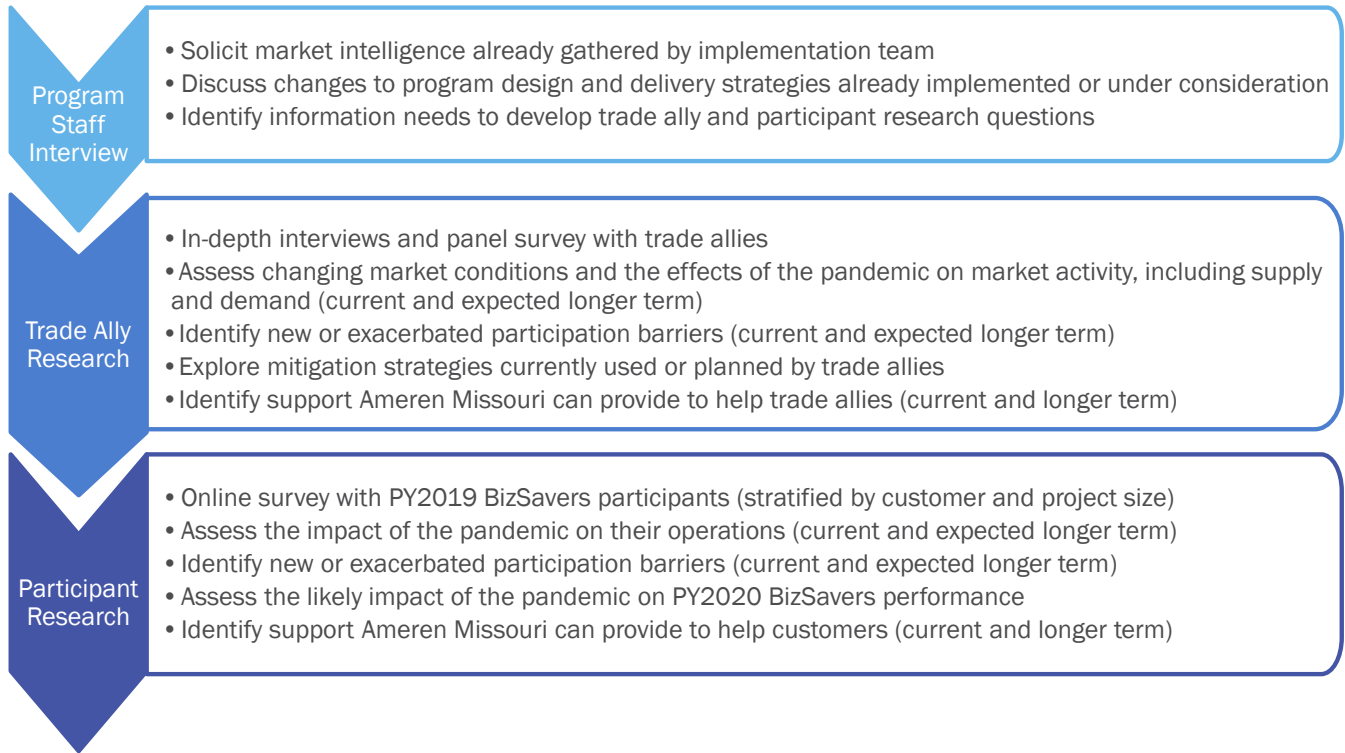 Program
Staff
Interview
• Solicit market intelligence already gathered by implementation team
• Discuss changes to program design and delivery strategies already implemented or under consideration
• Identify information needs to develop trade ally and participant research questions
Trade Ally
Research
• In-depth interviews and panel survey with trade allies
• Assess changing market conditions and the effects of the pandemic on market activity, including supply
and demand (current and expected longer term)
• Identify new or exacerbated participation barriers (current and expected longer term)
• Explore mitigation strategies currently used or planned by trade allies
• Identify support Ameren Missouri can provide to help trade allies (current and longer term)
Participant
Research
• Online survey with PY2019 BizSavers participants (stratified by customer and project size)
• Assess the impact of the pandemic on their operations (current and expected longer term)
• Identify new or exacerbated participation barriers (current and expected longer term)
• Assess the likely impact of the pandemic on PY2020 BizSavers performance
• Identify support Ameren Missouri can provide to help customers (current and longer term)